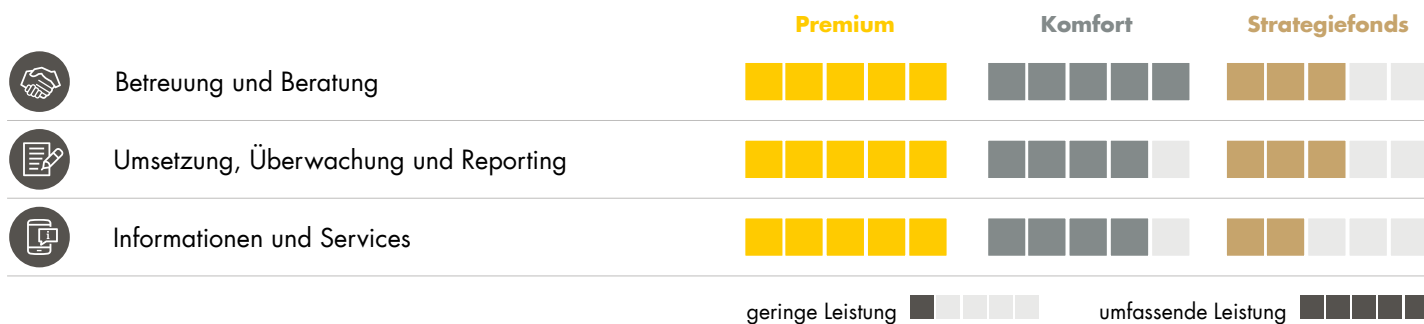 Premium Komfort Strategiefonds
Betreuung und Beratung
Umsetzung, Überwachung und Reporting
Informationen und Services
geringe Leistung umfassende Leistung